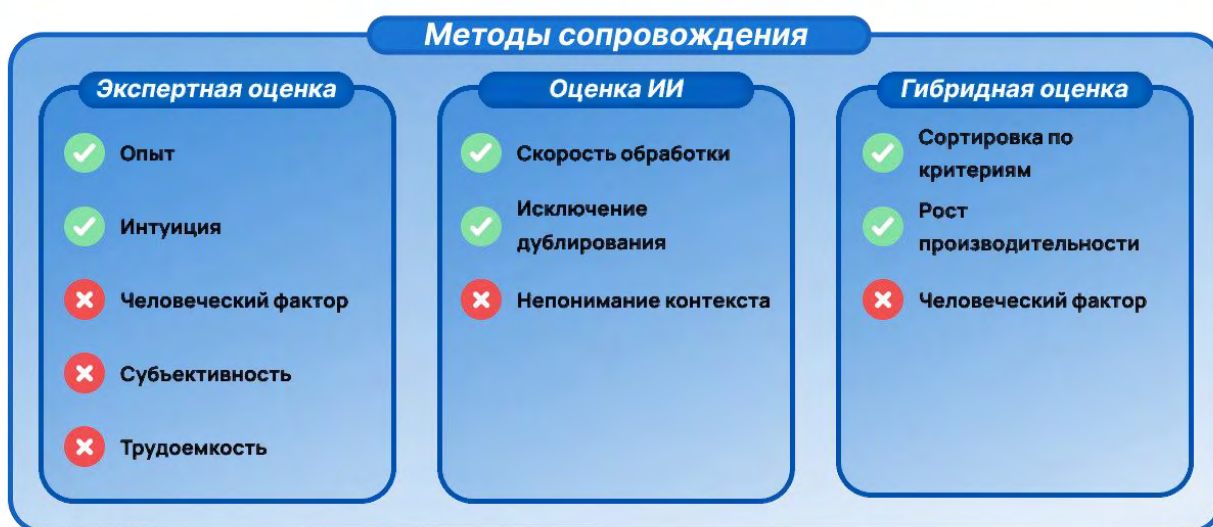 Методы сопровождения
Экспертная оценка
Опыт
Интуиция
Человеческий фактор
Субьективность
Трудоемкость
Оценка ИИ
Скорость обработки
Исключение
дублирования
Непонимание контекста
Гибридная оценка
Сортировка по
критериям
Рост
производительности
Человеческий фактор